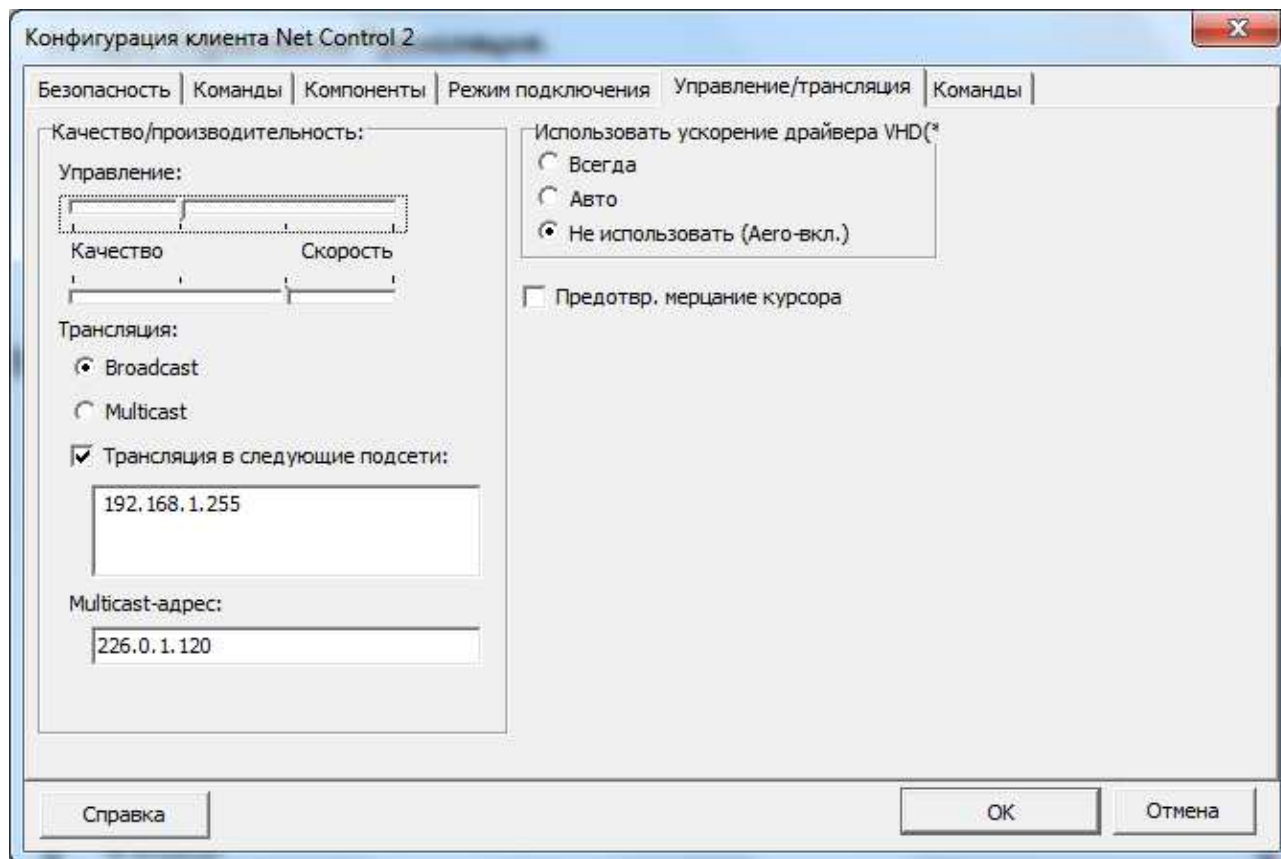 Конфигурация клиента Net Control 2
Безопасность Команды Компоненты Режим подключения Управление/трансляция Команды
Качество/производительность:
Управление:
Качество Скорость
Трансляция:
Broadcast
Multicast
Трансляция в следующие подсети:
192.168.1.255
Multicast-адрес:
226.0.1.120
Использовать ускорение драйвера VHD(*
Всегда
Авто
Не использовать (Aero-вкл.)
Предотвр. мерцание курсора
Справка
OK
Отмена